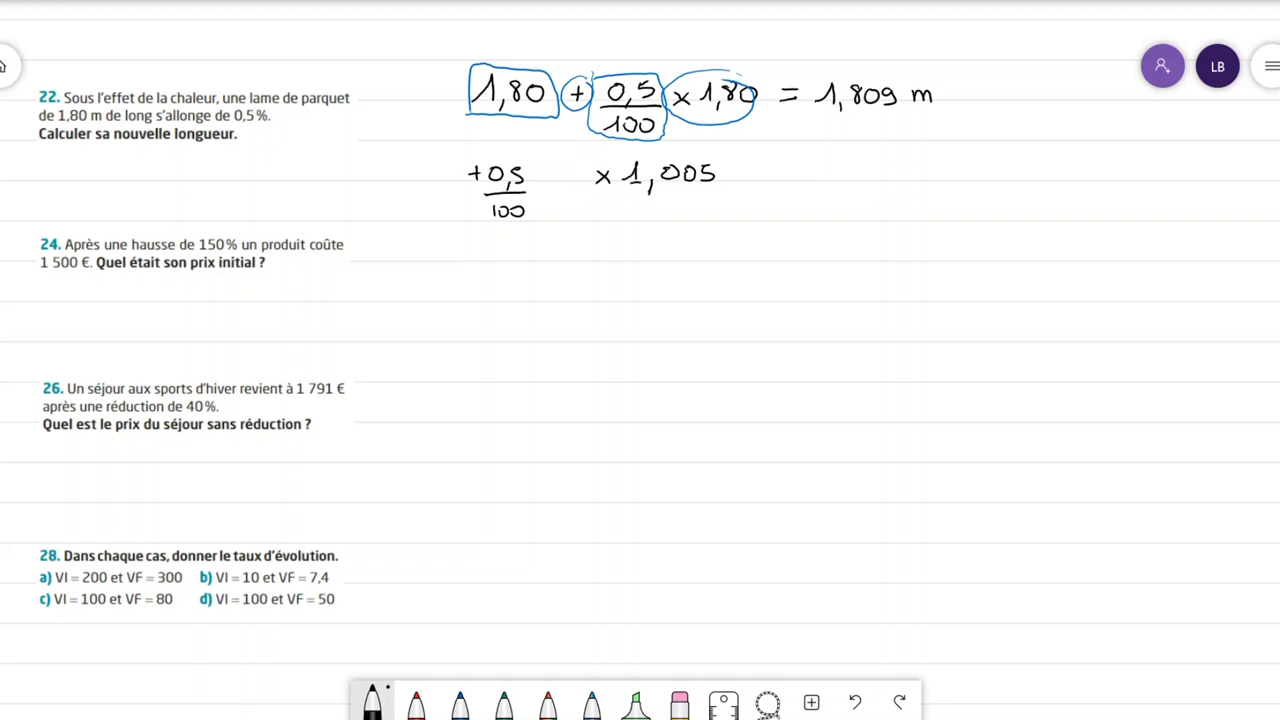 22. Sous l'effet de la chaleur, une lame de parquet
de 1,80 m de long s'allonge de 0,5 %.
Calculer sa nouvelle longueur.
1,80 + 0,5/100 × 1,80 = 1,809 m
+0,5/100 × 1,005
24. Après une hausse de 150 % un produit coûte
1 500 €. Quel était son prix initial ?
26. Un séjour aux sports d'hiver revient à 1 791 €
après une réduction de 40 %.
Quel est le prix du séjour sans réduction ?
28. Dans chaque cas, donner le taux d'évolution.
a) VI = 200 et VF = 300 b) VI = 10 et VF = 7,4
c) VI = 100 et VF = 80 d) VI = 100 et VF = 50
LB